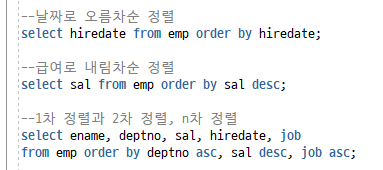 --날짜로 오름차순 정렬
select hiredate from emp order by hiredate;
--급여로 내림차순 정렬
select sal from emp order by sal desc;
--1차 정렬과 2차 정렬, n차 정렬
select ename, deptno, sal, hiredate, job
from emp order by deptno asc, sal desc, job asc;